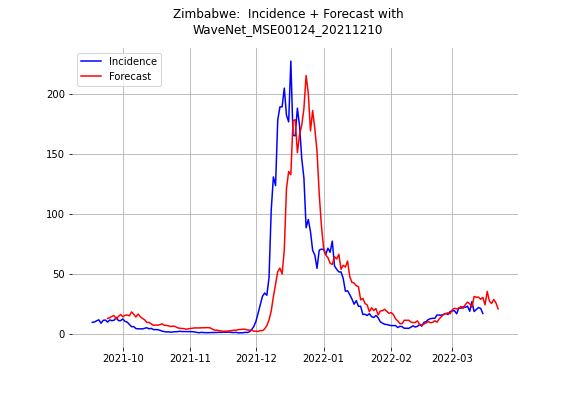 Zimbabwe:  Incidence + Forecast with
WaveNet_MSE00124_20211210
Incidence
Forecast
200
150
100
50
0
2021-10 2021-11 2021-12 2022-01 2022-02 2022-03